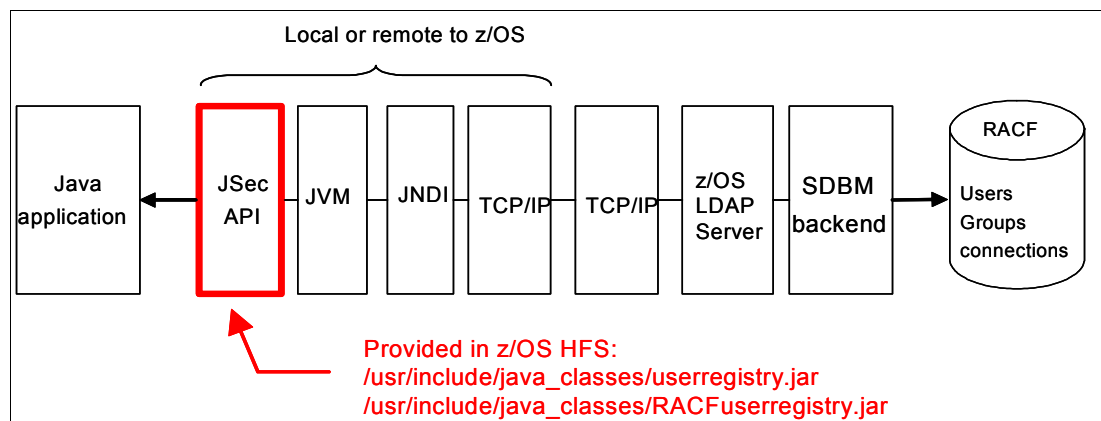 Local or remote to z/OS
Java
application
JSec
API
JVM
JNDI
TCP/IP
TCP/IP
z/OS
LDAP
Server
SDBM
backend
RACF
Users
Groups
connections
Provided in z/OS HFS:
/usr/include/java_classes/userregistry.jar
/usr/include/java_classes/RACFuserregistry.jar